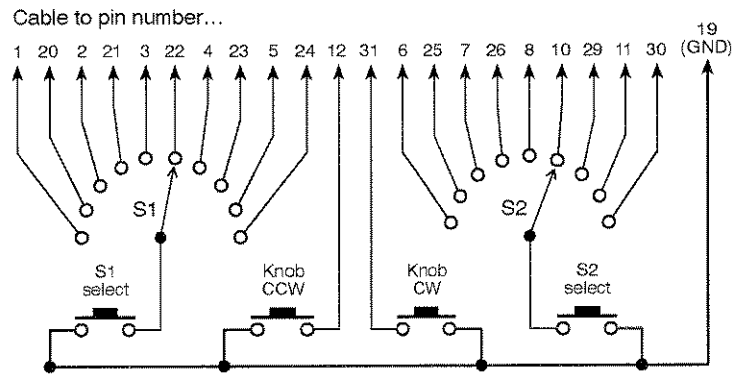 Cable to pin number...
19
1 20 2 21 3 22 4 23 5 24 12 31 6 25 7 26 8 10 29 11 30 (GND)
S1
S2
S1 select
Knob CCW
Knob CW
S2 select